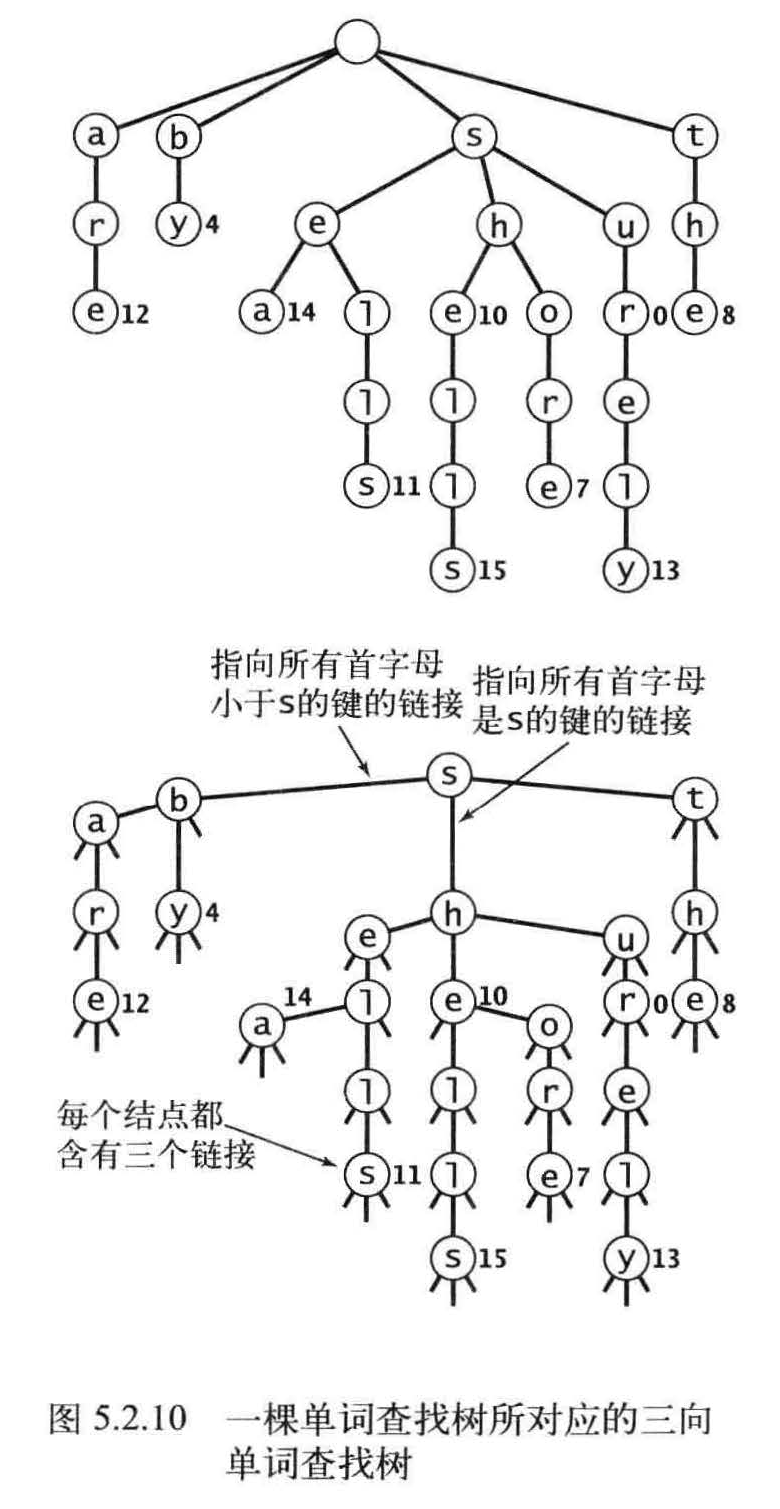 a b s t
r y 4 e h u h
e 12 a 14 l e 10 o r 0 e 8
l l r e
s 11 l e 7 l
s 15 y 13
指向所有首字母
小于s的键的链接
指向所有首字母
是s的键的链接
s
b t
a
r y 4 h h
e u
e 12 14 l e 10 r 0 e 8
a o
l l r e
每个结点都
含有三个链接
s 11 l e 7 l
s 15 y 13
图 5.2.10 一棵单词查找树所对应的三向
单词查找树